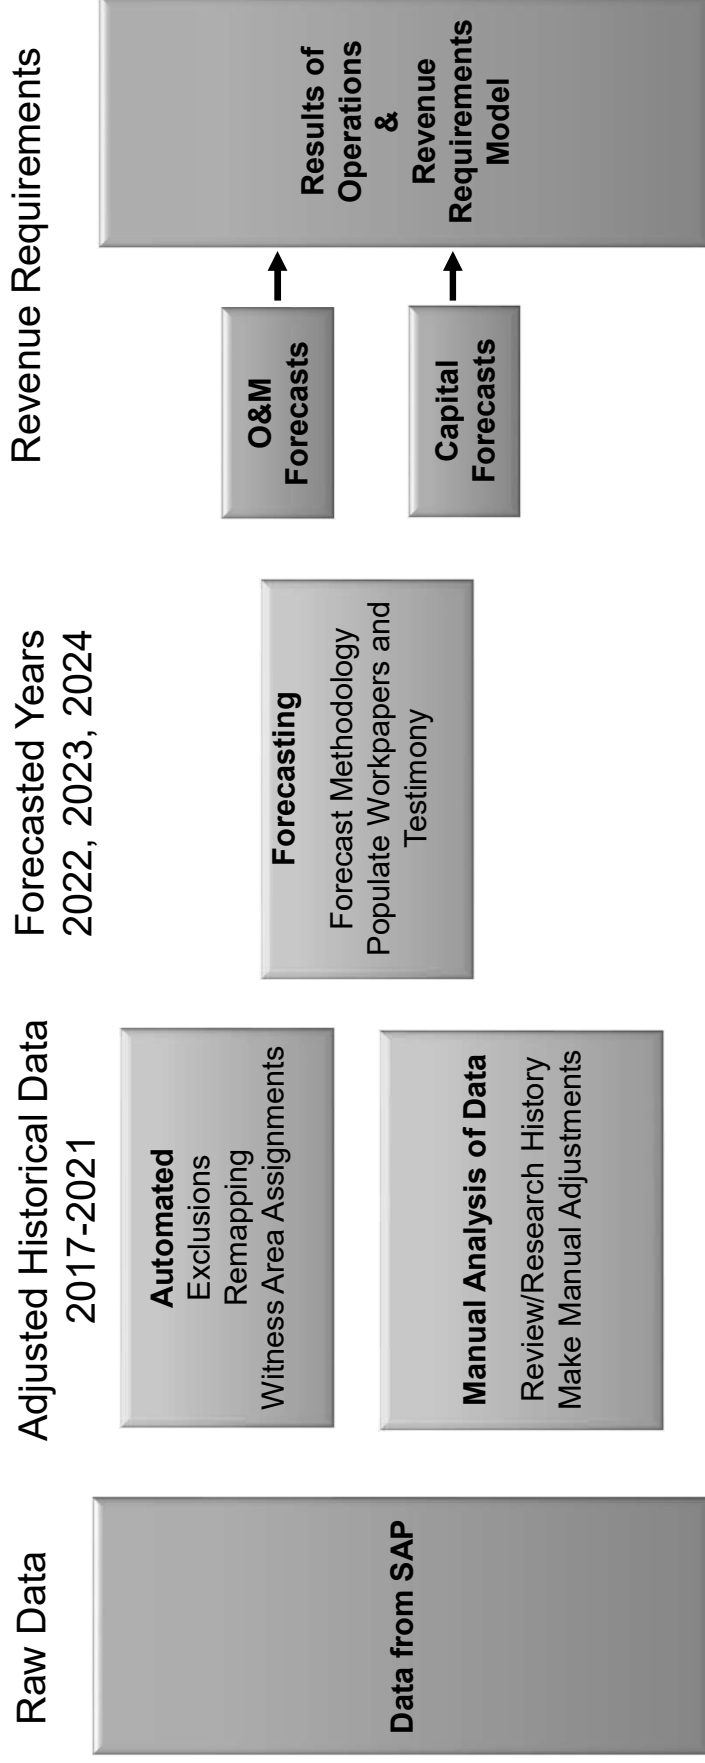 Raw Data
Data from SAP
Adjusted Historical Data
2017-2021
Automated
Exclusions
Remapping
Witness Area Assignments
Manual Analysis of Data
Review/Research History
Make Manual Adjustments
Forecasted Years
2022, 2023, 2024
Forecasting
Forecast Methodology
Populate Workpapers and
Testimony
Revenue Requirements
O&M
Forecasts
Capital
Forecasts
Results of
Operations
&
Revenue
Requirements
Model